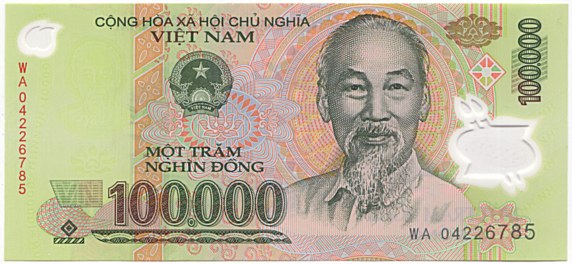 CỘNG HÒA XÃ HỘI CHỦ NGHĨA
VIỆT NAM
100000
WA 04226785
MỘT TRĂM
NGHÌN ĐỒNG
VN
100.000
WA 04226785